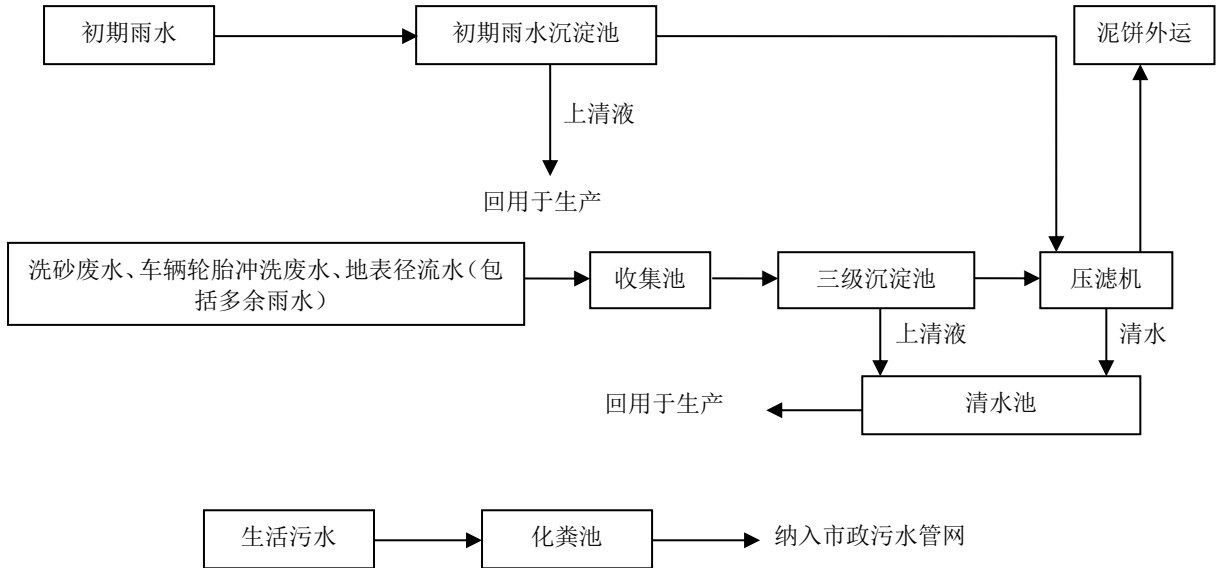 初期雨水
初期雨水沉淀池
泥饼外运
上清液
回用于生产
洗砂废水、车辆轮胎冲洗废水、地表径流水（包
括多余雨水）
收集池
三级沉淀池
压滤机
上清液
清水
回用于生产
清水池
生活污水
化粪池
纳入市政污水管网